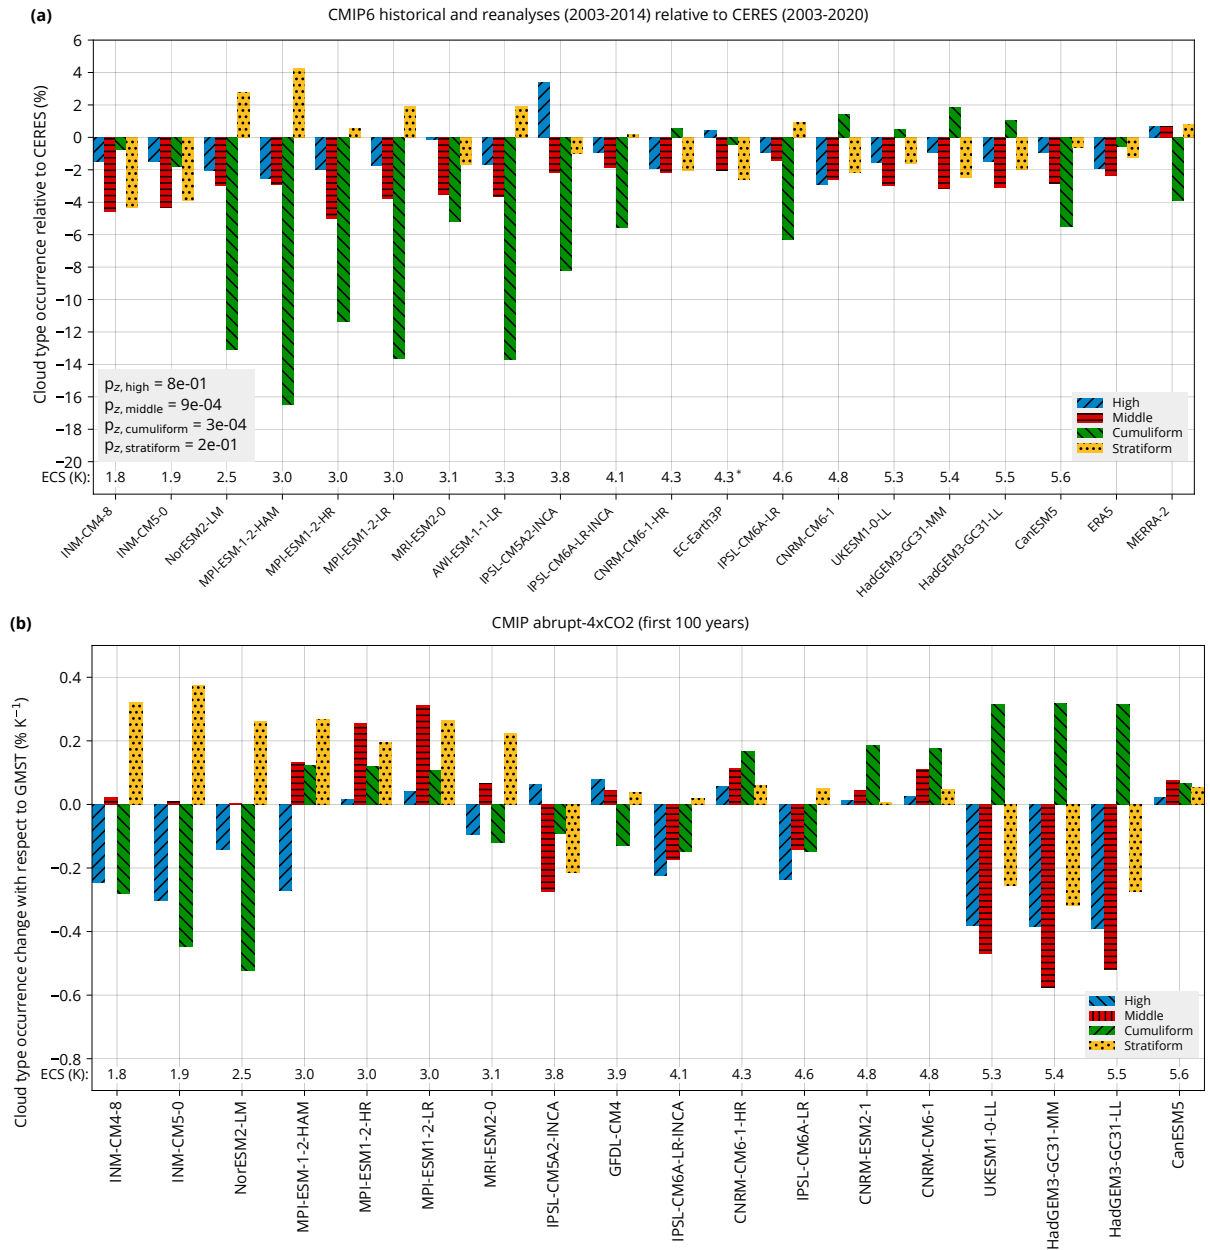 (a)
CMIP6 historical and reanalyses (2003-2014) relative to CERES (2003-2020)
Cloud type occurrence relative to CERES (%)
6
4
2
0
−2
−4
−6
−8
−10
−12
−14
−16
−18
−20
p z, high = 8e-01
p z, middle = 9e-04
p z, cumuliform = 3e-04
p z, stratiform = 2e-01
High
Middle
Cumuliform
Stratiform
ECS (K): 1.8 1.9 2.5 3.0 3.0 3.0 3.1 3.3 3.8 4.1 4.3 4.3* 4.6 4.8 5.3 5.4 5.5 5.6
INM-CM4-8
INM-CM5-0
NorESM2-LM
MPI-ESM-1-2-HAM
MPI-ESM1-2-HR
MPI-ESM1-2-LR
MRI-ESM2-0
AWI-ESM-1-1-LR
IPSL-CM5A2-INCA
IPSL-CM6A-LR-INCA
CNRM-CM6-1-HR
EC-Earth3P
IPSL-CM6A-LR
CNRM-CM6-1
UKESM1-0-LL
HadGEM3-GC31-MM
HadGEM3-GC31-LL
CanESM5
ERA5
MERRA-2
(b)
CMIP abrupt-4xCO2 (first 100 years)
Cloud type occurrence change with respect to GMST (% K⁻¹)
0.4
0.2
0.0
−0.2
−0.4
−0.6
−0.8
High
Middle
Cumuliform
Stratiform
ECS (K): 1.8 1.9 2.5 3.0 3.0 3.0 3.1 3.8 3.9 4.1 4.3 4.6 4.8 4.8 5.3 5.4 5.5 5.6
INM-CM4-8
INM-CM5-0
NorESM2-LM
MPI-ESM-1-2-HAM
MPI-ESM1-2-HR
MPI-ESM1-2-LR
MRI-ESM2-0
IPSL-CM5A2-INCA
GFDL-CM4
IPSL-CM6A-LR-INCA
CNRM-CM6-1-HR
IPSL-CM6A-LR
CNRM-ESM2-1
CNRM-CM6-1
UKESM1-0-LL
HadGEM3-GC31-MM
HadGEM3-GC31-LL
CanESM5